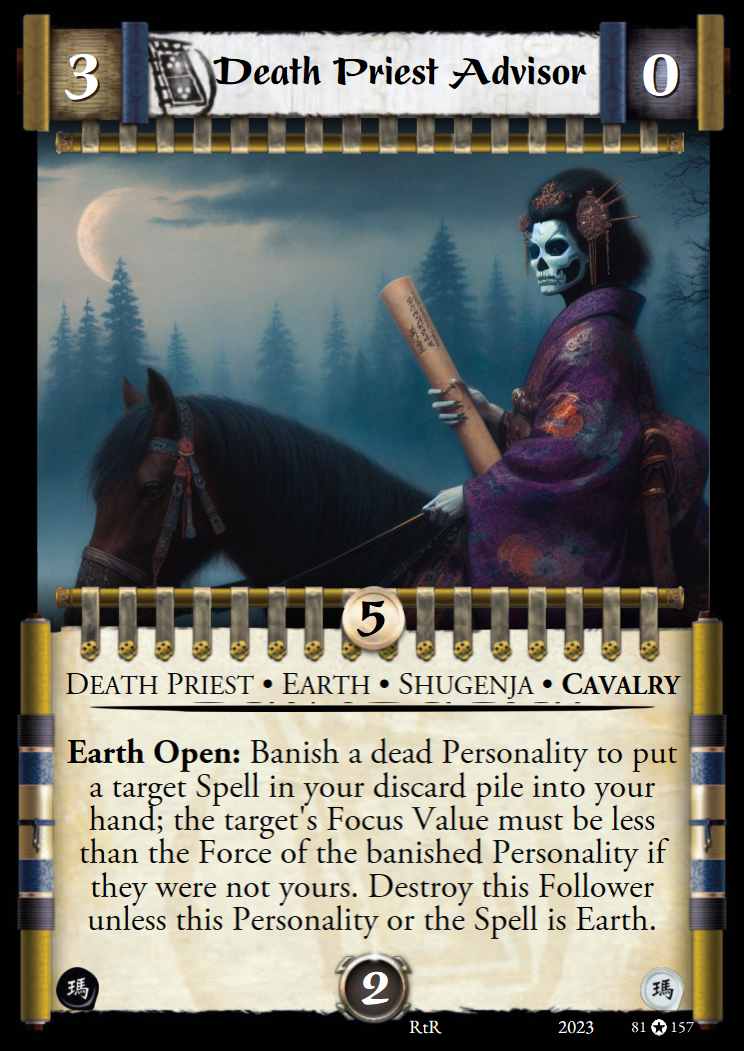 3
Death Priest Advisor
0
5
DEATH PRIEST • EARTH • SHUGENJA • CAVALRY
Earth Open: Banish a dead Personality to put
a target Spell in your discard pile into your
hand; the target's Focus Value must be less
than the Force of the banished Personality if
they were not yours. Destroy this Follower
unless this Personality or the Spell is Earth.
瑪
2
瑪
RtR
2023
81 157